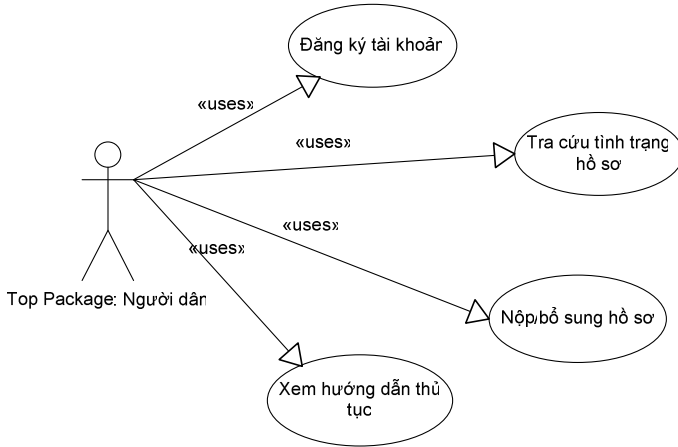 Đăng ký tài khoản
«uses»
«uses»
Tra cứu tình trạng
hồ sơ
«uses»
«uses»
Top Package: Người dân
Nộp/bổ sung hồ sơ
Xem hướng dẫn thủ
tục